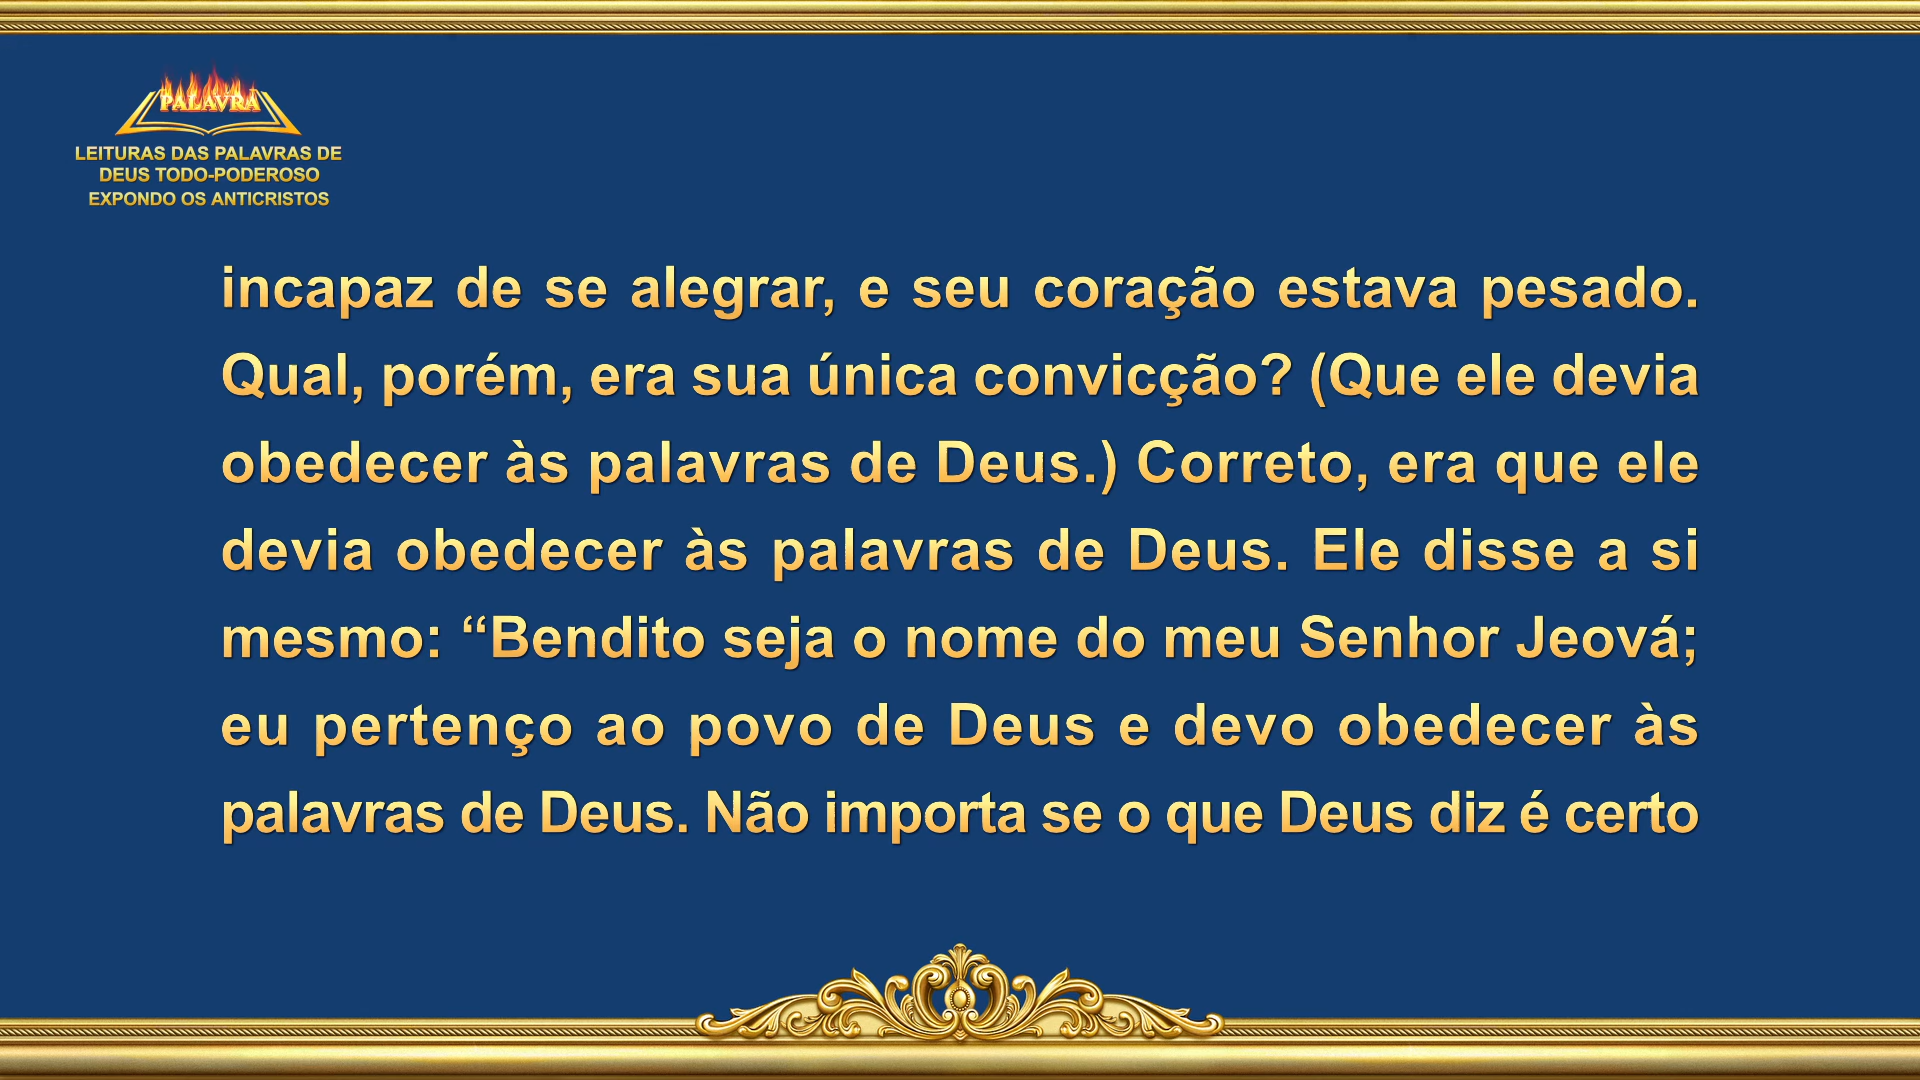 PALAVRA
LEITURAS DAS PALAVRAS DE
DEUS TODO-PODEROSO
EXPONDO OS ANTICRISTOS
incapaz de se alegrar, e seu coração estava pesado.
Qual, porém, era sua única convicção? (Que ele devia
obedecer às palavras de Deus.) Correto, era que ele
devia obedecer às palavras de Deus. Ele disse a si
mesmo: “Bendito seja o nome do meu Senhor Jeová;
eu pertenço ao povo de Deus e devo obedecer às
palavras de Deus. Não importa se o que Deus diz é certo